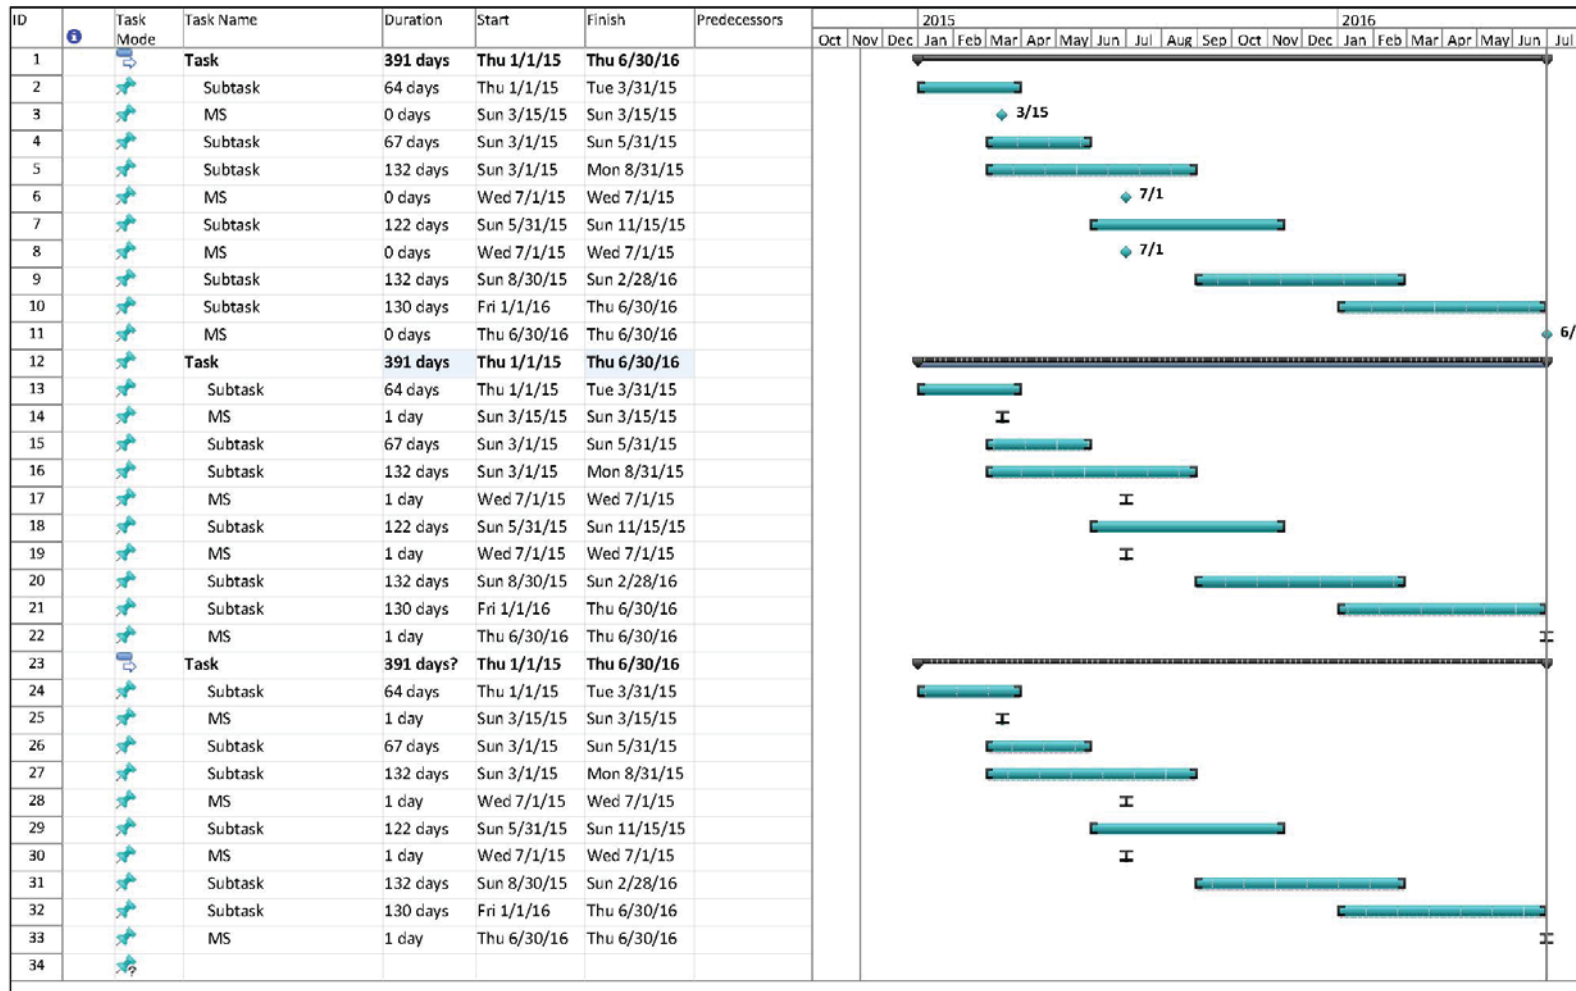 ID Task Mode Task Name Duration Start Finish Predecessors 2015 2016
Oct Nov Dec Jan Feb Mar Apr May Jun Jul Aug Sep Oct Nov Dec Jan Feb Mar Apr May Jun Jul
1 Task 391 days Thu 1/1/15 Thu 6/30/16
2 Subtask 64 days Thu 1/1/15 Tue 3/31/15
3 MS 0 days Sun 3/15/15 Sun 3/15/15 3/15
4 Subtask 67 days Sun 3/1/15 Sun 5/31/15
5 Subtask 132 days Sun 3/1/15 Mon 8/31/15
6 MS 0 days Wed 7/1/15 Wed 7/1/15 7/1
7 Subtask 122 days Sun 5/31/15 Sun 11/15/15
8 MS 0 days Wed 7/1/15 Wed 7/1/15 7/1
9 Subtask 132 days Sun 8/30/15 Sun 2/28/16
10 Subtask 130 days Fri 1/1/16 Thu 6/30/16
11 MS 0 days Thu 6/30/16 Thu 6/30/16 6/
12 Task 391 days Thu 1/1/15 Thu 6/30/16
13 Subtask 64 days Thu 1/1/15 Tue 3/31/15
14 MS 1 day Sun 3/15/15 Sun 3/15/15
15 Subtask 67 days Sun 3/1/15 Sun 5/31/15
16 Subtask 132 days Sun 3/1/15 Mon 8/31/15
17 MS 1 day Wed 7/1/15 Wed 7/1/15
18 Subtask 122 days Sun 5/31/15 Sun 11/15/15
19 MS 1 day Wed 7/1/15 Wed 7/1/15
20 Subtask 132 days Sun 8/30/15 Sun 2/28/16
21 Subtask 130 days Fri 1/1/16 Thu 6/30/16
22 MS 1 day Thu 6/30/16 Thu 6/30/16
23 Task 391 days? Thu 1/1/15 Thu 6/30/16
24 Subtask 64 days Thu 1/1/15 Tue 3/31/15
25 MS 1 day Sun 3/15/15 Sun 3/15/15
26 Subtask 67 days Sun 3/1/15 Sun 5/31/15
27 Subtask 132 days Sun 3/1/15 Mon 8/31/15
28 MS 1 day Wed 7/1/15 Wed 7/1/15
29 Subtask 122 days Sun 5/31/15 Sun 11/15/15
30 MS 1 day Wed 7/1/15 Wed 7/1/15
31 Subtask 132 days Sun 8/30/15 Sun 2/28/16
32 Subtask 130 days Fri 1/1/16 Thu 6/30/16
33 MS 1 day Thu 6/30/16 Thu 6/30/16
34 ?